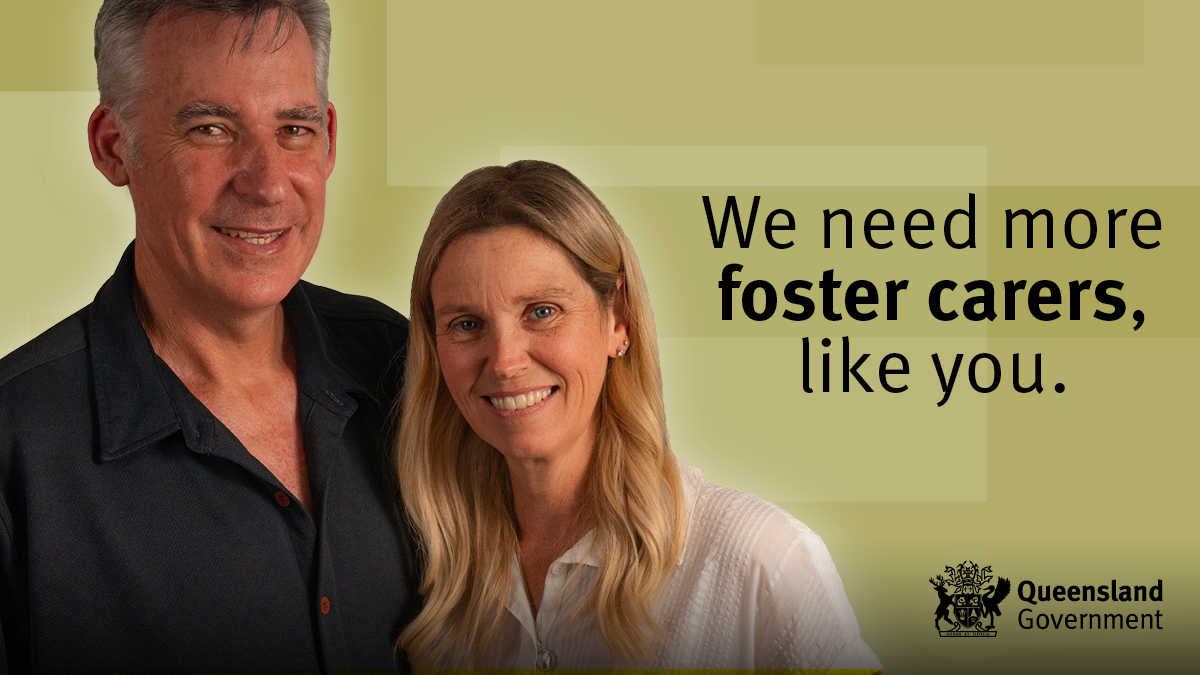 We need more
foster carers,
like you.
Queensland
Government